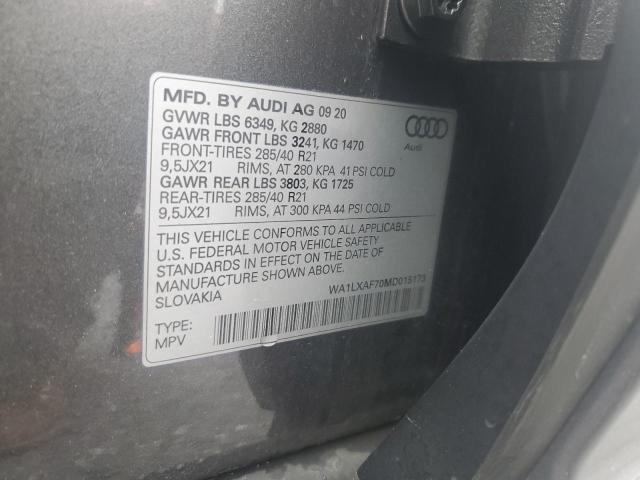 MFD. BY AUDI AG 09 20
GVWR LBS 6349, KG 2880
GAWR FRONT LBS 3241, KG 1470
FRONT-TIRES 285/40 R21
9,5JX21 RIMS, AT 280 KPA 41 PSI COLD
GAWR REAR LBS 3803, KG 1725
REAR-TIRES 285/40 R21
9,5JX21 RIMS, AT 300 KPA 44 PSI COLD
Audi
THIS VEHICLE CONFORMS TO ALL APPLICABLE
U.S. FEDERAL MOTOR VEHICLE SAFETY
STANDARDS IN EFFECT ON THE DATE OF
MANUFACTURE SHOWN ABOVE.
SLOVAKIA
WA1LXAF70MD015173
TYPE:
MPV